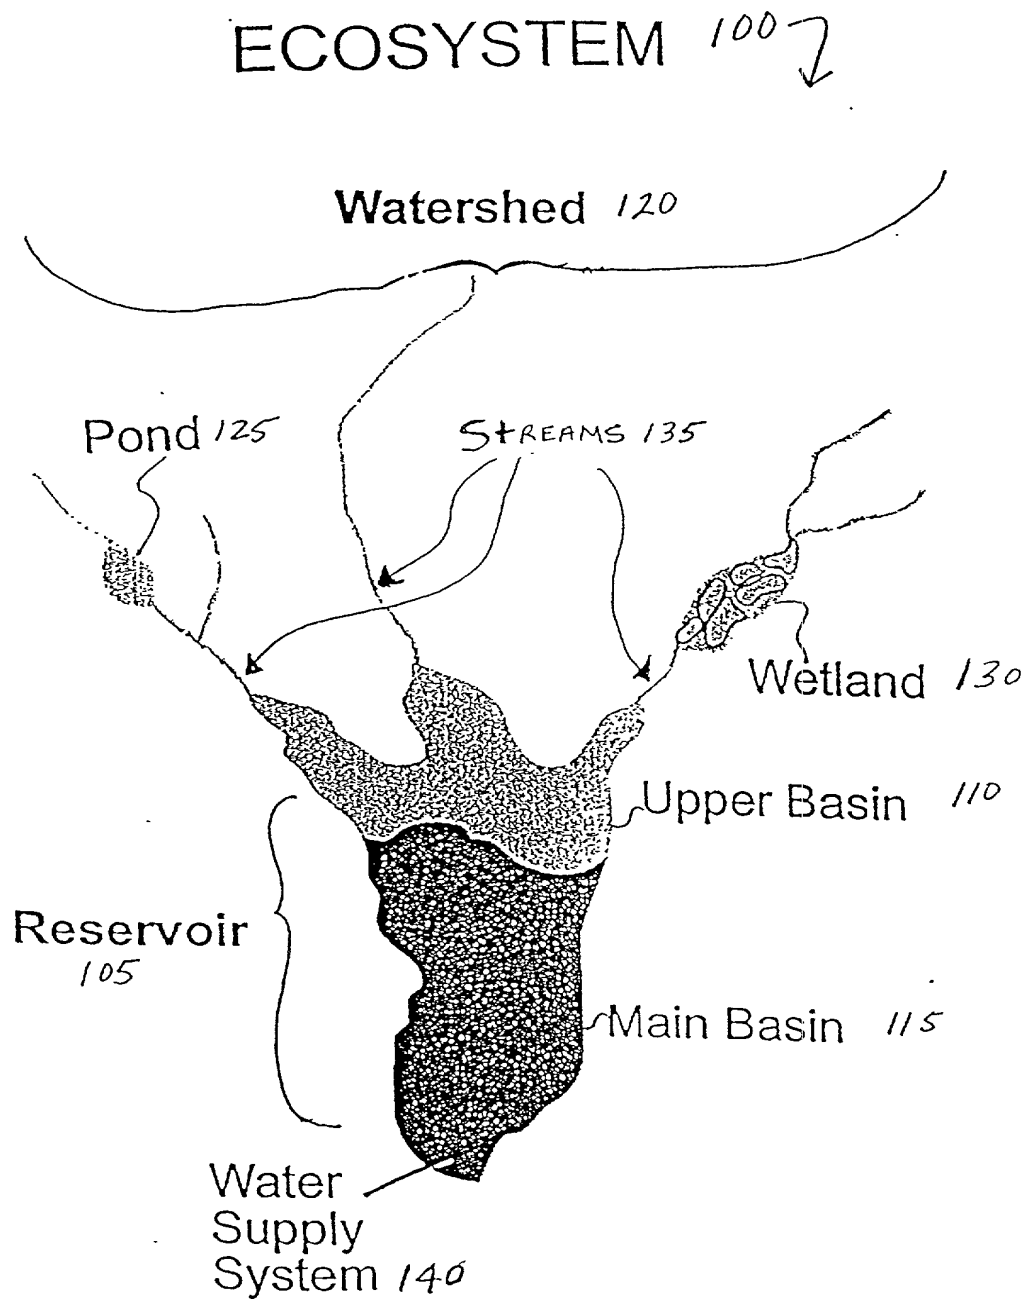 ECOSYSTEM 100
Watershed 120
Pond 125
StREAMS 135
Wetland 130
Upper Basin 110
Reservoir
105
Main Basin 115
Water
Supply
System 140